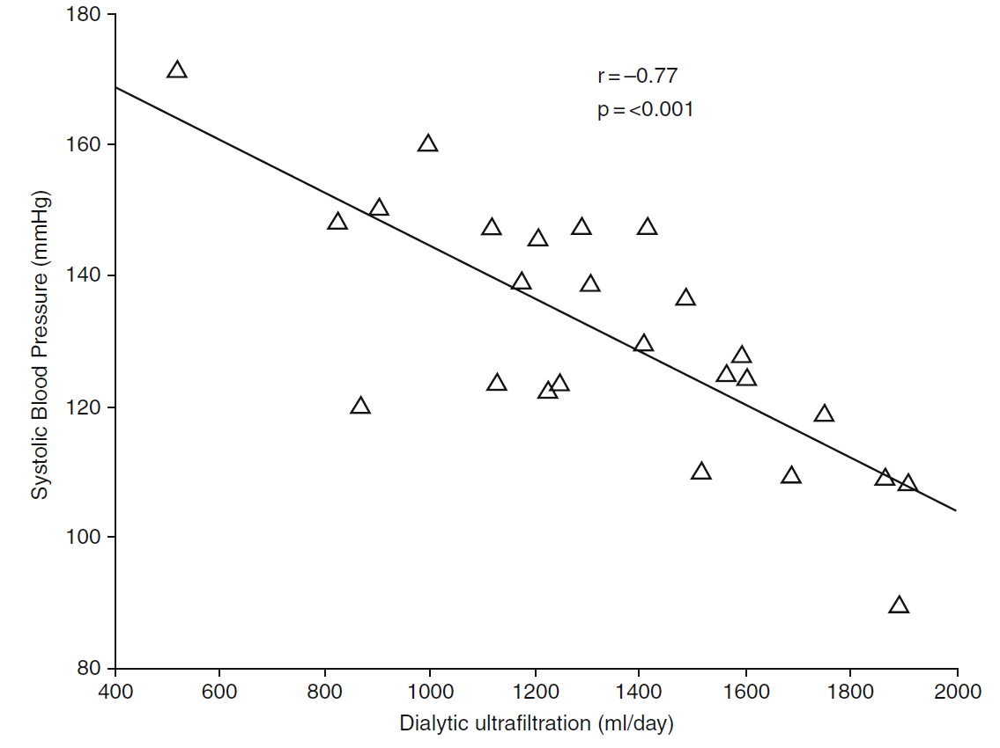 180
r=–0.77
p=<0.001
160
140
120
100
80
Systolic Blood Pressure (mmHg)
400 600 800 1000 1200 1400 1600 1800 2000
Dialytic ultrafiltration (ml/day)